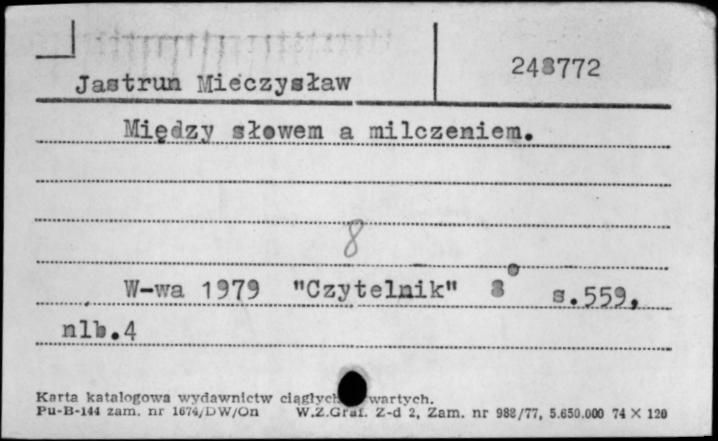 248772
Jastrun Mieczysław
Między słowem a milczeniem.
8
W-wa 1979 "Czytelnik" 8° s.559,
nlb.4
Karta katalogowa wydawnictw ciągłych wartych.
Pu-B-144 zam. nr 1674/DW/On W.Z.Graf. Z-d 2, Zam. nr 988/77, 5.650.000 74 X 120